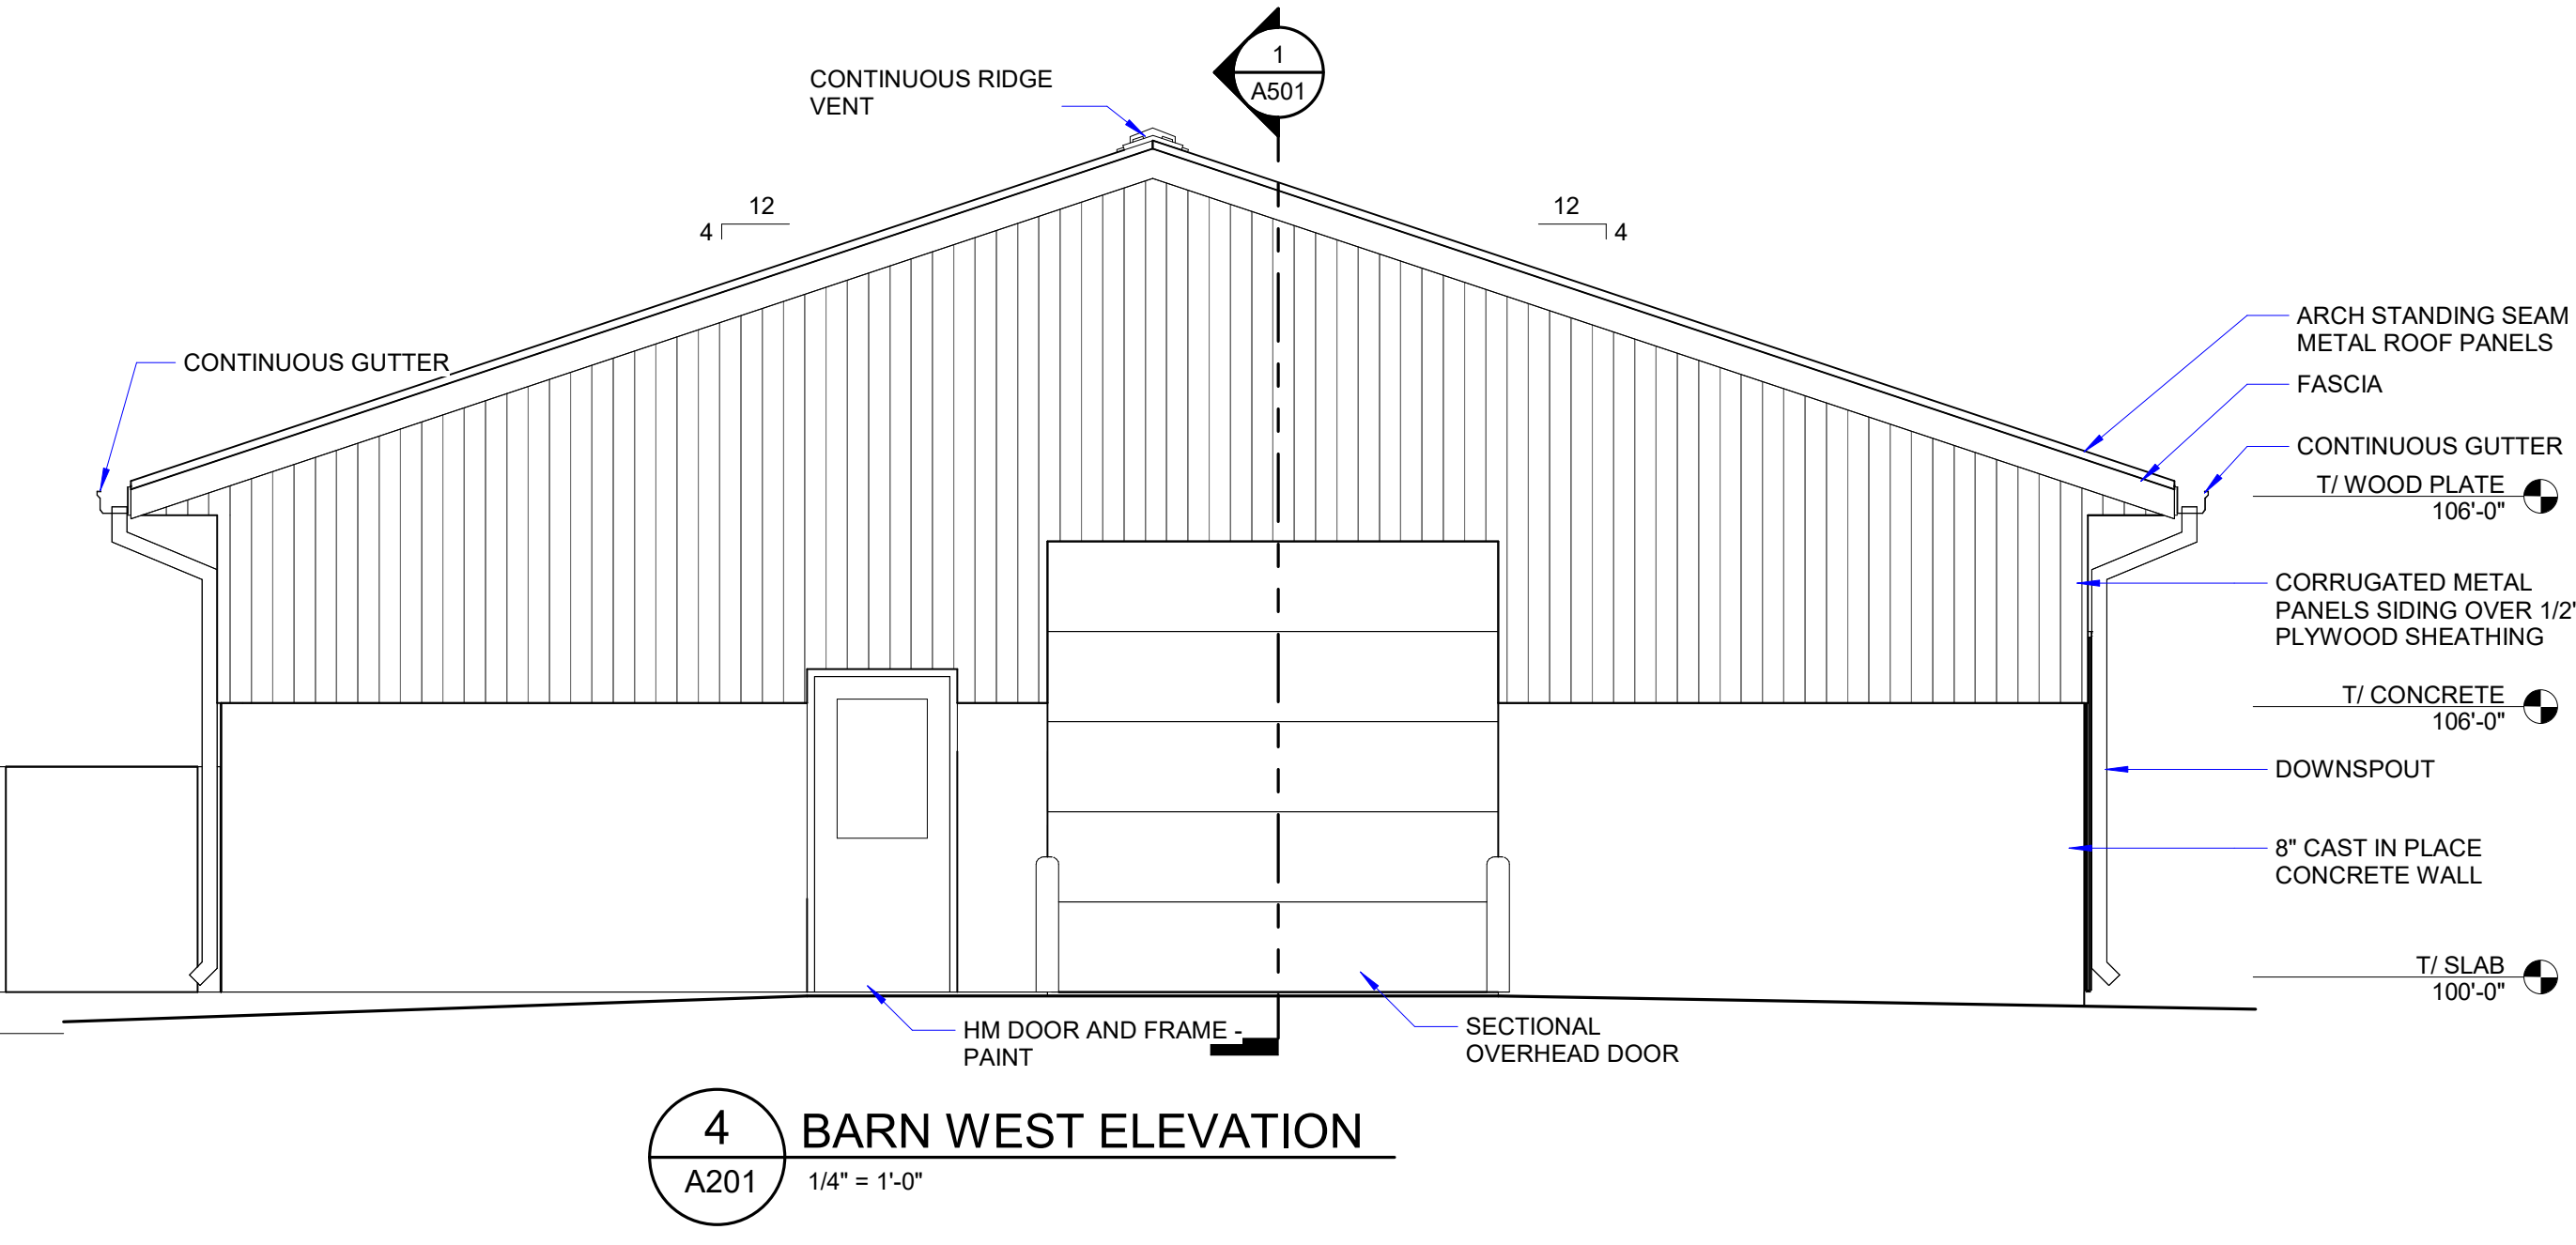 1
A501
CONTINUOUS RIDGE
VENT
12
4
12
4
CONTINUOUS GUTTER
ARCH STANDING SEAM
METAL ROOF PANELS
FASCIA
CONTINUOUS GUTTER
T/ WOOD PLATE
106'-0"
CORRUGATED METAL
PANELS SIDING OVER 1/2"
PLYWOOD SHEATHING
T/ CONCRETE
106'-0"
DOWNSPOUT
8" CAST IN PLACE
CONCRETE WALL
T/ SLAB
100'-0"
HM DOOR AND FRAME -
PAINT
SECTIONAL
OVERHEAD DOOR
4
A201
BARN WEST ELEVATION
1/4" = 1'-0"